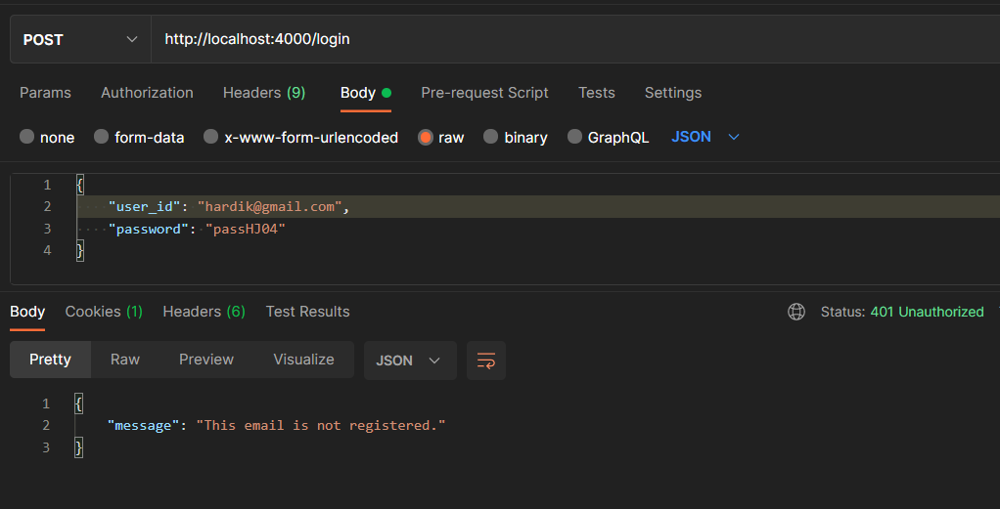 POST http://localhost:4000/login
Params Authorization Headers (9) Body Pre-request Script Tests Settings
none form-data x-www-form-urlencoded raw binary GraphQL JSON
1 {
2 "user_id": "hardik@gmail.com",
3 "password": "passHJ04"
4 }
Body Cookies (1) Headers (6) Test Results Status: 401 Unauthorized
Pretty Raw Preview Visualize JSON
1 {
2 "message": "This email is not registered."
3 }